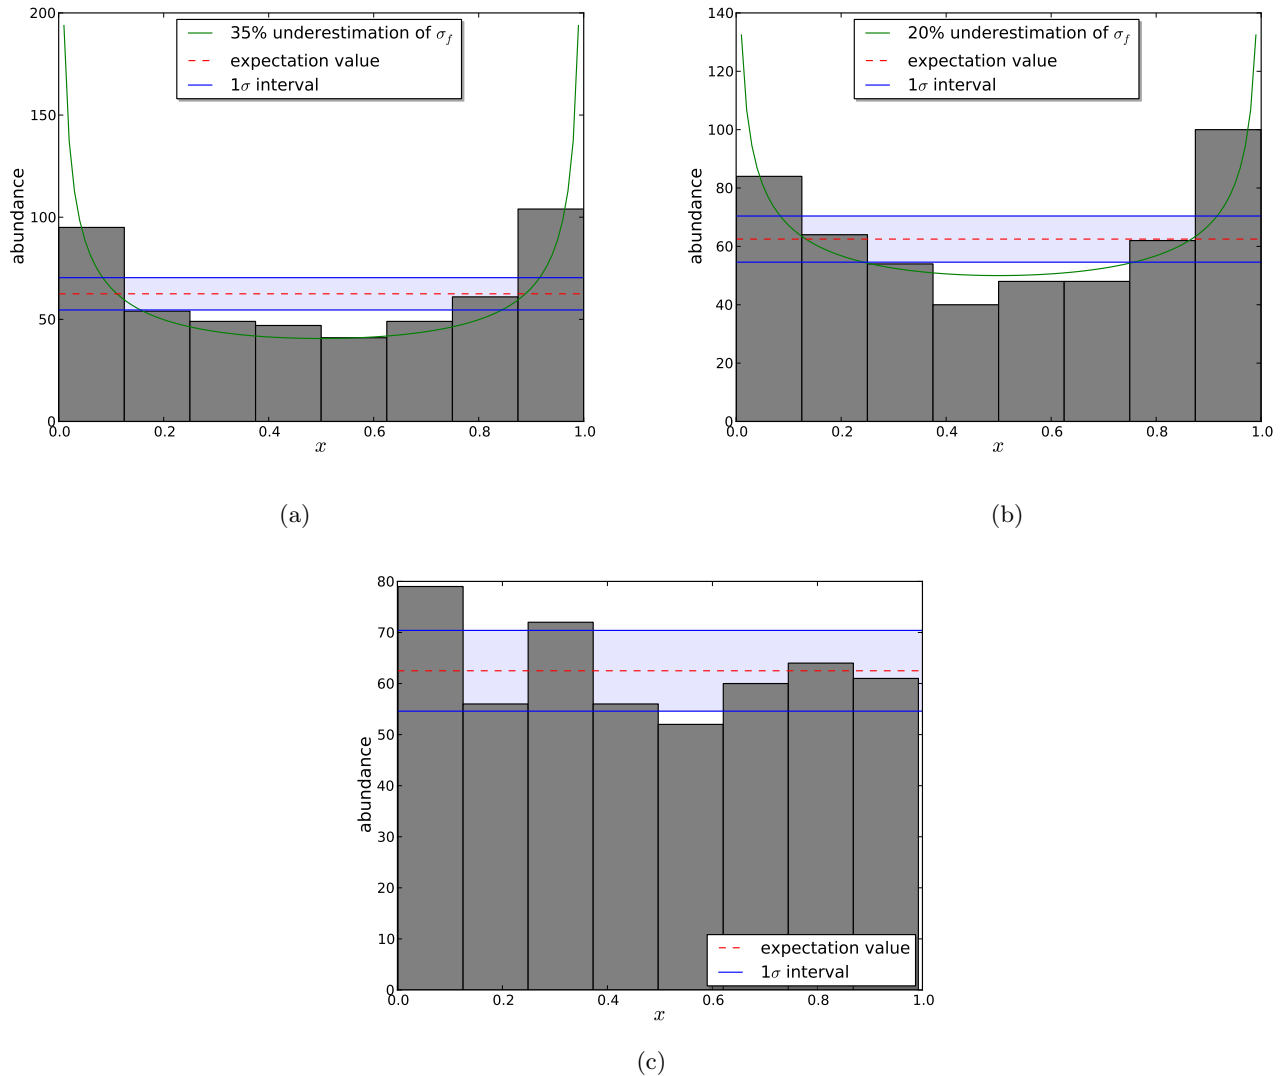 200
150
100
50
0
abundance
35% underestimation of σ_f
expectation value
1σ interval
0.0 0.2 0.4 0.6 0.8 1.0
x
(a)
140
120
100
80
60
40
20
0
abundance
20% underestimation of σ_f
expectation value
1σ interval
0.0 0.2 0.4 0.6 0.8 1.0
x
(b)
80
70
60
50
40
30
20
10
0
abundance
expectation value
1σ interval
0.0 0.2 0.4 0.6 0.8 1.0
x
(c)